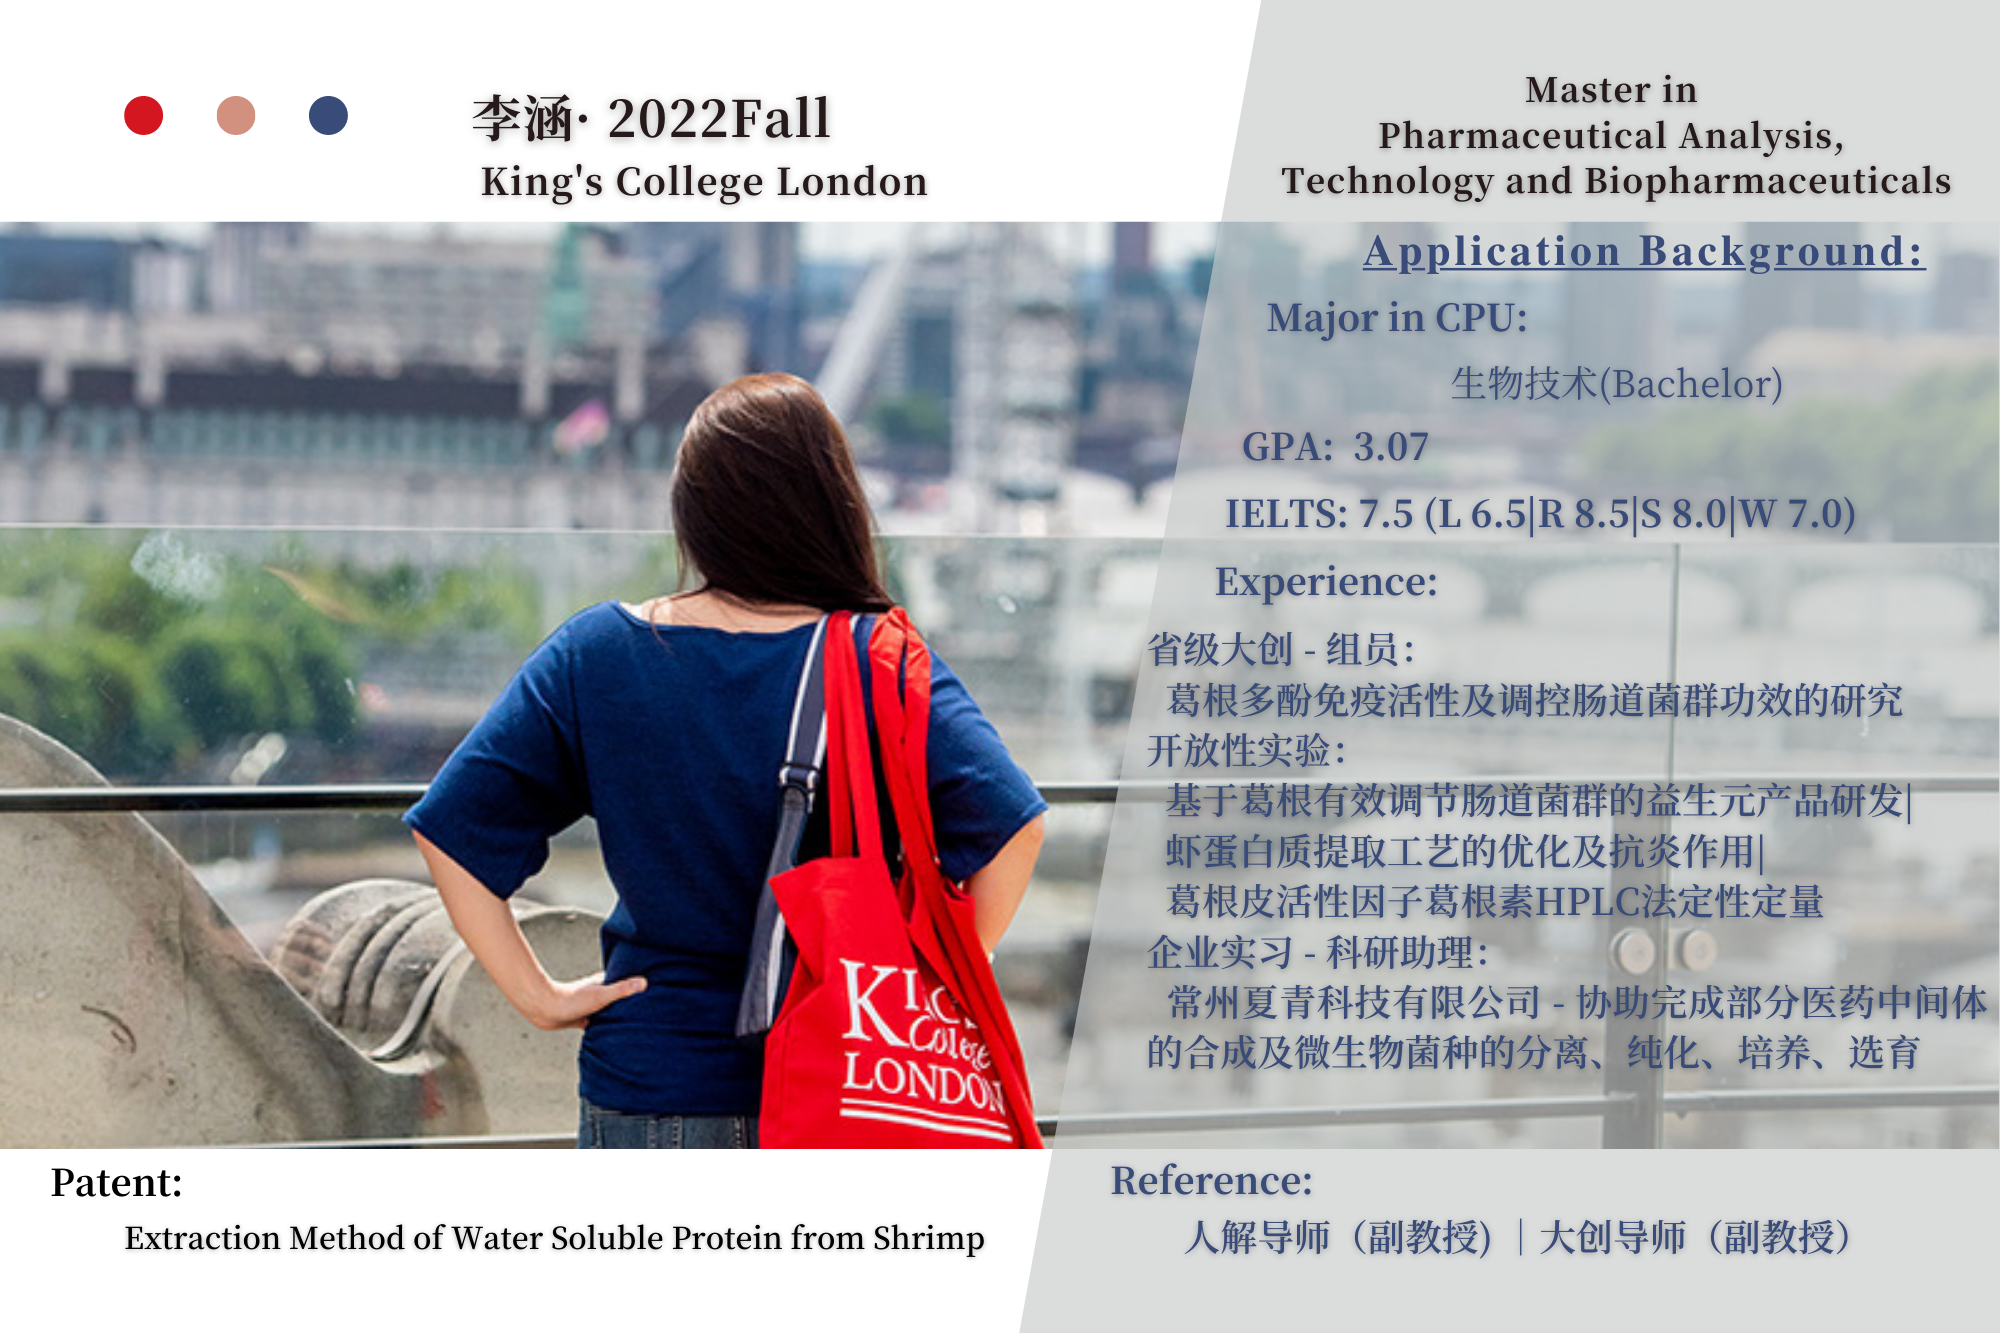 李涵· 2022Fall
King's College London
Master in
Pharmaceutical Analysis,
Technology and Biopharmaceuticals
Application Background:
Major in CPU:
生物技术(Bachelor)
GPA: 3.07
IELTS: 7.5 (L 6.5|R 8.5|S 8.0|W 7.0)
Experience:
省级大创 - 组员：
葛根多酚免疫活性及调控肠道菌群功效的研究
开放性实验：
基于葛根有效调节肠道菌群的益生元产品研发|
虾蛋白质提取工艺的优化及抗炎作用|
葛根皮活性因子葛根素HPLC法定性定量
企业实习 - 科研助理：
常州夏青科技有限公司 - 协助完成部分医药中间体
的合成及微生物菌种的分离、纯化、培养、选育
College
LONDON
Patent:
Extraction Method of Water Soluble Protein from Shrimp
Reference:
人解导师（副教授)｜大创导师（副教授）